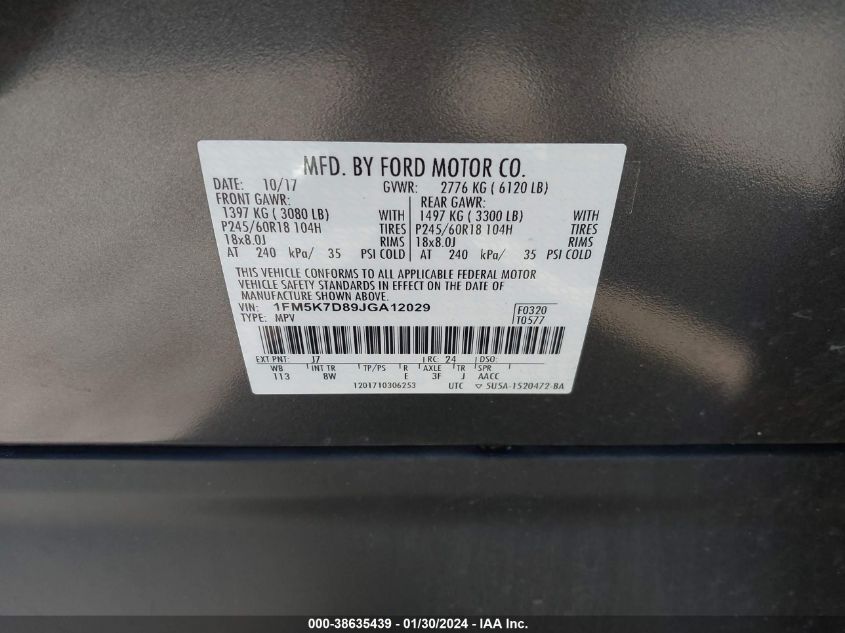 MFD. BY FORD MOTOR CO.
DATE: 10/17 GVWR: 2776 KG ( 6120 LB)
FRONT GAWR: REAR GAWR:
1397 KG ( 3080 LB) WITH 1497 KG ( 3300 LB) WITH
P245/60R18 104H TIRES P245/60R18 104H TIRES
18x8.0J RIMS 18x8.0J RIMS
AT 240 kPa/ 35 PSI COLD AT 240 kPa/ 35 PSI COLD
THIS VEHICLE CONFORMS TO ALL APPLICABLE FEDERAL MOTOR
VEHICLE SAFETY STANDARDS IN EFFECT ON THE DATE OF
MANUFACTURE SHOWN ABOVE.
VIN: 1FM5K7D89JGA12029 F0320
TYPE: MPV T0577
EXT PNT: J7 RC: 24 DSO:
WB INT TR TP/PS R AXLE TR SPR
113 8W E 3F J AACC
1201710306253 UTC ▽ 5U5A-1520472-BA
000-38635439 - 01/30/2024 - IAA Inc.